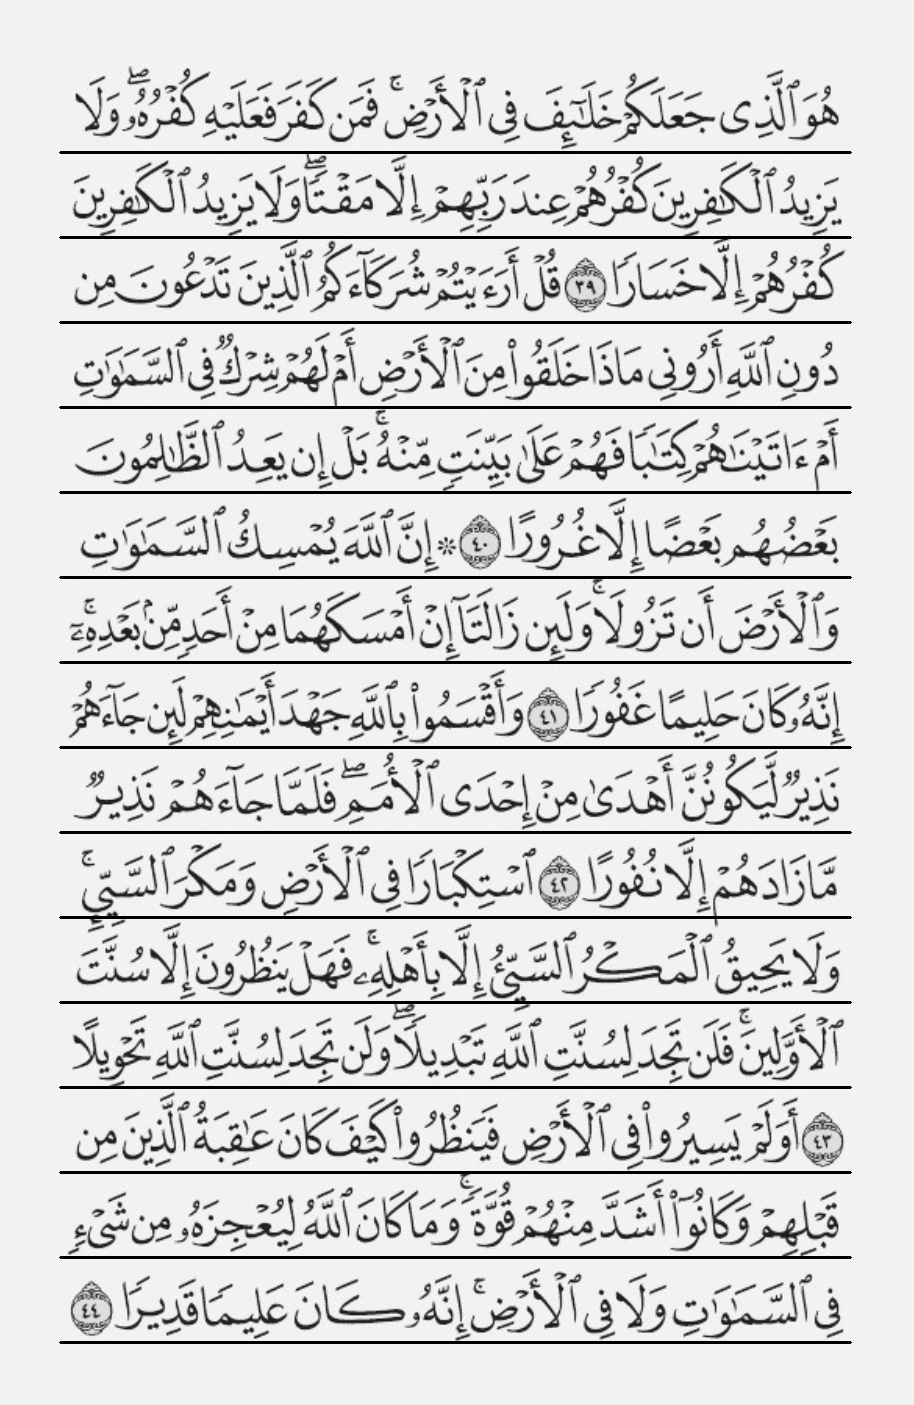 هُوَ ٱلَّذِى جَعَلَكُمْ خَلَـٰٓئِفَ فِى ٱلْأَرْضِ ۚ فَمَن كَفَرَ فَعَلَيْهِ كُفْرُهُۥ ۖ وَلَا
يَزِيدُ ٱلْكَـٰفِرِينَ كُفْرُهُمْ عِندَ رَبِّهِمْ إِلَّا مَقْتًا ۖ وَلَا يَزِيدُ ٱلْكَـٰفِرِينَ
كُفْرُهُمْ إِلَّا خَسَارًا ٣٩ قُلْ أَرَءَيْتُمْ شُرَكَآءَكُمُ ٱلَّذِينَ تَدْعُونَ مِن
دُونِ ٱللَّهِ أَرُونِى مَاذَا خَلَقُوا۟ مِنَ ٱلْأَرْضِ أَمْ لَهُمْ شِرْكٌ فِى ٱلسَّمَـٰوَٰتِ
أَمْ ءَاتَيْنَـٰهُمْ كِتَـٰبًا فَهُمْ عَلَىٰ بَيِّنَتٍ مِّنْهُ ۚ بَلْ إِن يَعِدُ ٱلظَّـٰلِمُونَ
بَعْضُهُم بَعْضًا إِلَّا غُرُورًا ٤٠ ۞ إِنَّ ٱللَّهَ يُمْسِكُ ٱلسَّمَـٰوَٰتِ
وَٱلْأَرْضَ أَن تَزُولَا ۚ وَلَئِن زَالَتَآ إِنْ أَمْسَكَهُمَا مِنْ أَحَدٍ مِّنۢ بَعْدِهِۦٓ ۚ
إِنَّهُۥ كَانَ حَلِيمًا غَفُورًا ٤١ وَأَقْسَمُوا۟ بِٱللَّهِ جَهْدَ أَيْمَـٰنِهِمْ لَئِن جَآءَهُمْ
نَذِيرٌ لَّيَكُونُنَّ أَهْدَىٰ مِنْ إِحْدَى ٱلْأُمَمِ ۖ فَلَمَّا جَآءَهُمْ نَذِيرٌ
مَّا زَادَهُمْ إِلَّا نُفُورًا ٤٢ ٱسْتِكْبَارًا فِى ٱلْأَرْضِ وَمَكْرَ ٱلسَّيِّئِ ۚ
وَلَا يَحِيقُ ٱلْمَكْرُ ٱلسَّيِّئُ إِلَّا بِأَهْلِهِۦ ۚ فَهَلْ يَنظُرُونَ إِلَّا سُنَّتَ
ٱلْأَوَّلِينَ ۚ فَلَن تَجِدَ لِسُنَّتِ ٱللَّهِ تَبْدِيلًا ۖ وَلَن تَجِدَ لِسُنَّتِ ٱللَّهِ تَحْوِيلًا
٤٣ أَوَلَمْ يَسِيرُوا۟ فِى ٱلْأَرْضِ فَيَنظُرُوا۟ كَيْفَ كَانَ عَـٰقِبَةُ ٱلَّذِينَ مِن
قَبْلِهِمْ وَكَانُوٓا۟ أَشَدَّ مِنْهُمْ قُوَّةً ۚ وَمَا كَانَ ٱللَّهُ لِيُعْجِزَهُۥ مِن شَىْءٍ
فِى ٱلسَّمَـٰوَٰتِ وَلَا فِى ٱلْأَرْضِ ۚ إِنَّهُۥ كَانَ عَلِيمًا قَدِيرًا ٤٤